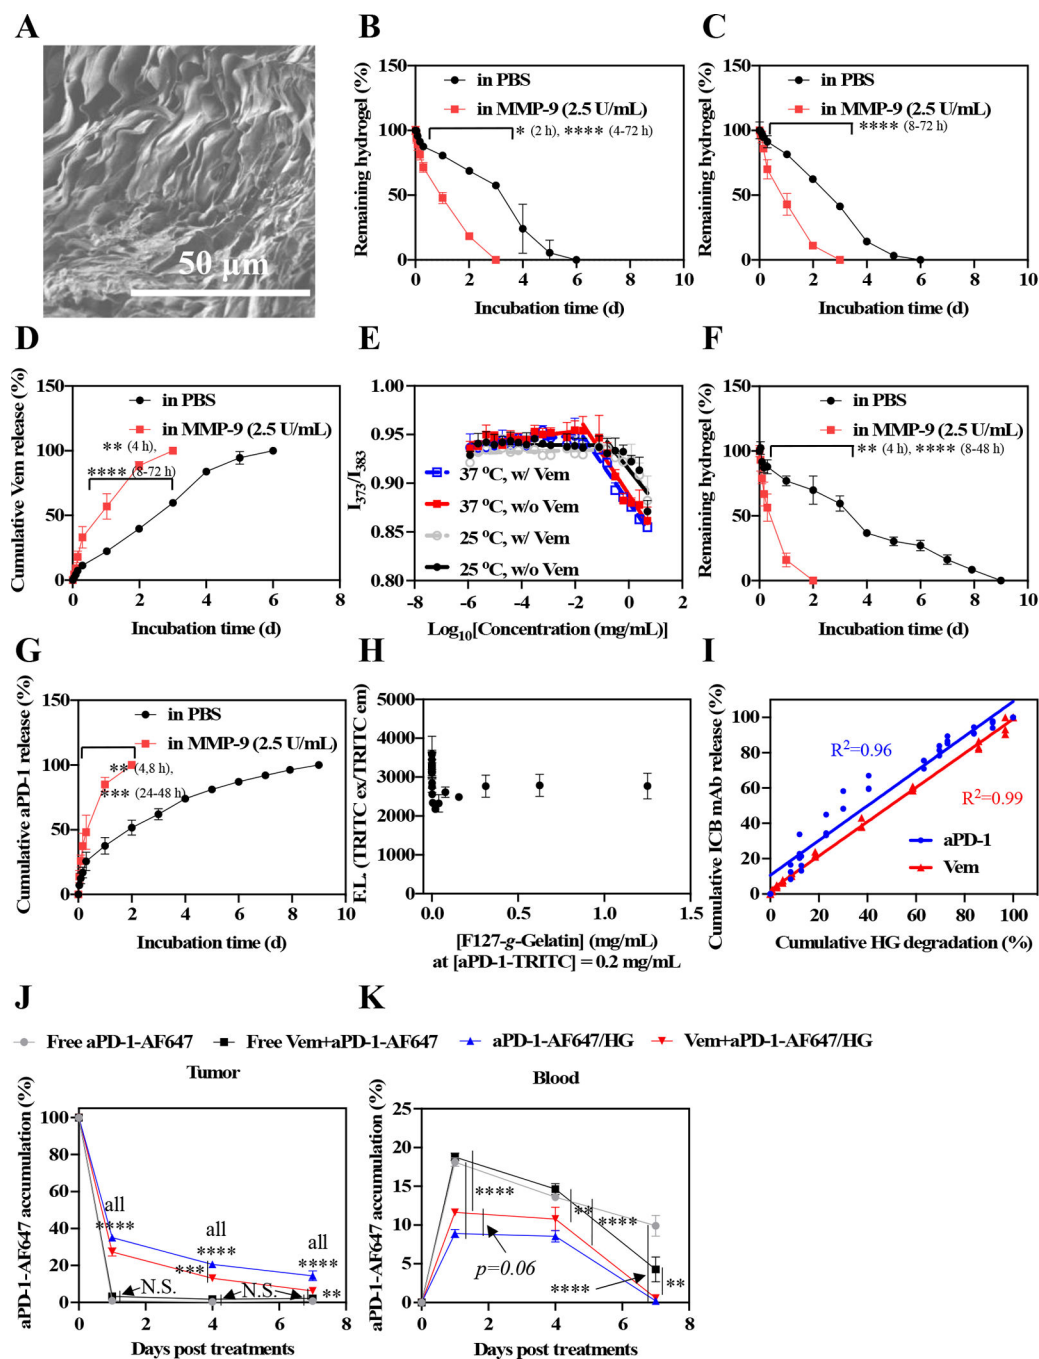 A
50 μm
B
Remaining hydrogel (%)
150
100
50
0
in PBS
in MMP-9 (2.5 U/mL)
* (2 h), **** (4-72 h)
0 2 4 6 8 10
Incubation time (d)
C
Remaining hydrogel (%)
150
100
50
0
in PBS
in MMP-9 (2.5 U/mL)
**** (8-72 h)
0 2 4 6 8 10
Incubation time (d)
D
Cumulative Vem release (%)
150
100
50
0
in PBS
in MMP-9 (2.5 U/mL)
** (4 h)
**** (8-72 h)
0 2 4 6 8 10
Incubation time (d)
E
I373/I383
1.00
0.95
0.90
0.85
0.80
37 °C, w/ Vem
37 °C, w/o Vem
25 °C, w/ Vem
25 °C, w/o Vem
-8 -6 -4 -2 0 2
Log10[Concentration (mg/mL)]
F
Remaining hydrogel (%)
150
100
50
0
in PBS
in MMP-9 (2.5 U/mL)
** (4 h), **** (8-48 h)
0 2 4 6 8 10
Incubation time (d)
G
Cumulative aPD-1 release (%)
150
100
50
0
in PBS
in MMP-9 (2.5 U/mL)
** (4,8 h),
*** (24-48 h)
0 2 4 6 8 10
Incubation time (d)
H
F.L. (TRITC ex/TRITC em)
5000
4000
3000
2000
1000
0
0.0 0.5 1.0 1.5
[F127-g-Gelatin] (mg/mL)
at [aPD-1-TRITC] = 0.2 mg/mL
I
Cumulative ICB mAb release (%)
100
80
60
40
20
0
R2=0.96
R2=0.99
aPD-1
Vem
0 20 40 60 80 100
Cumulative HG degradation (%)
J
K
Free aPD-1-AF647 Free Vem+aPD-1-AF647 aPD-1-AF647/HG Vem+aPD-1-AF647/HG
Tumor
aPD-1-AF647 accumulation (%)
100
80
60
40
20
0
all
****
all
****
***
all
****
N.S.
N.S.
**
0 2 4 6 8
Days post treatments
Blood
aPD-1-AF647 accumulation (%)
25
20
15
10
5
0
****
**
****
p=0.06
****
**
0 2 4 6 8
Days post treatments